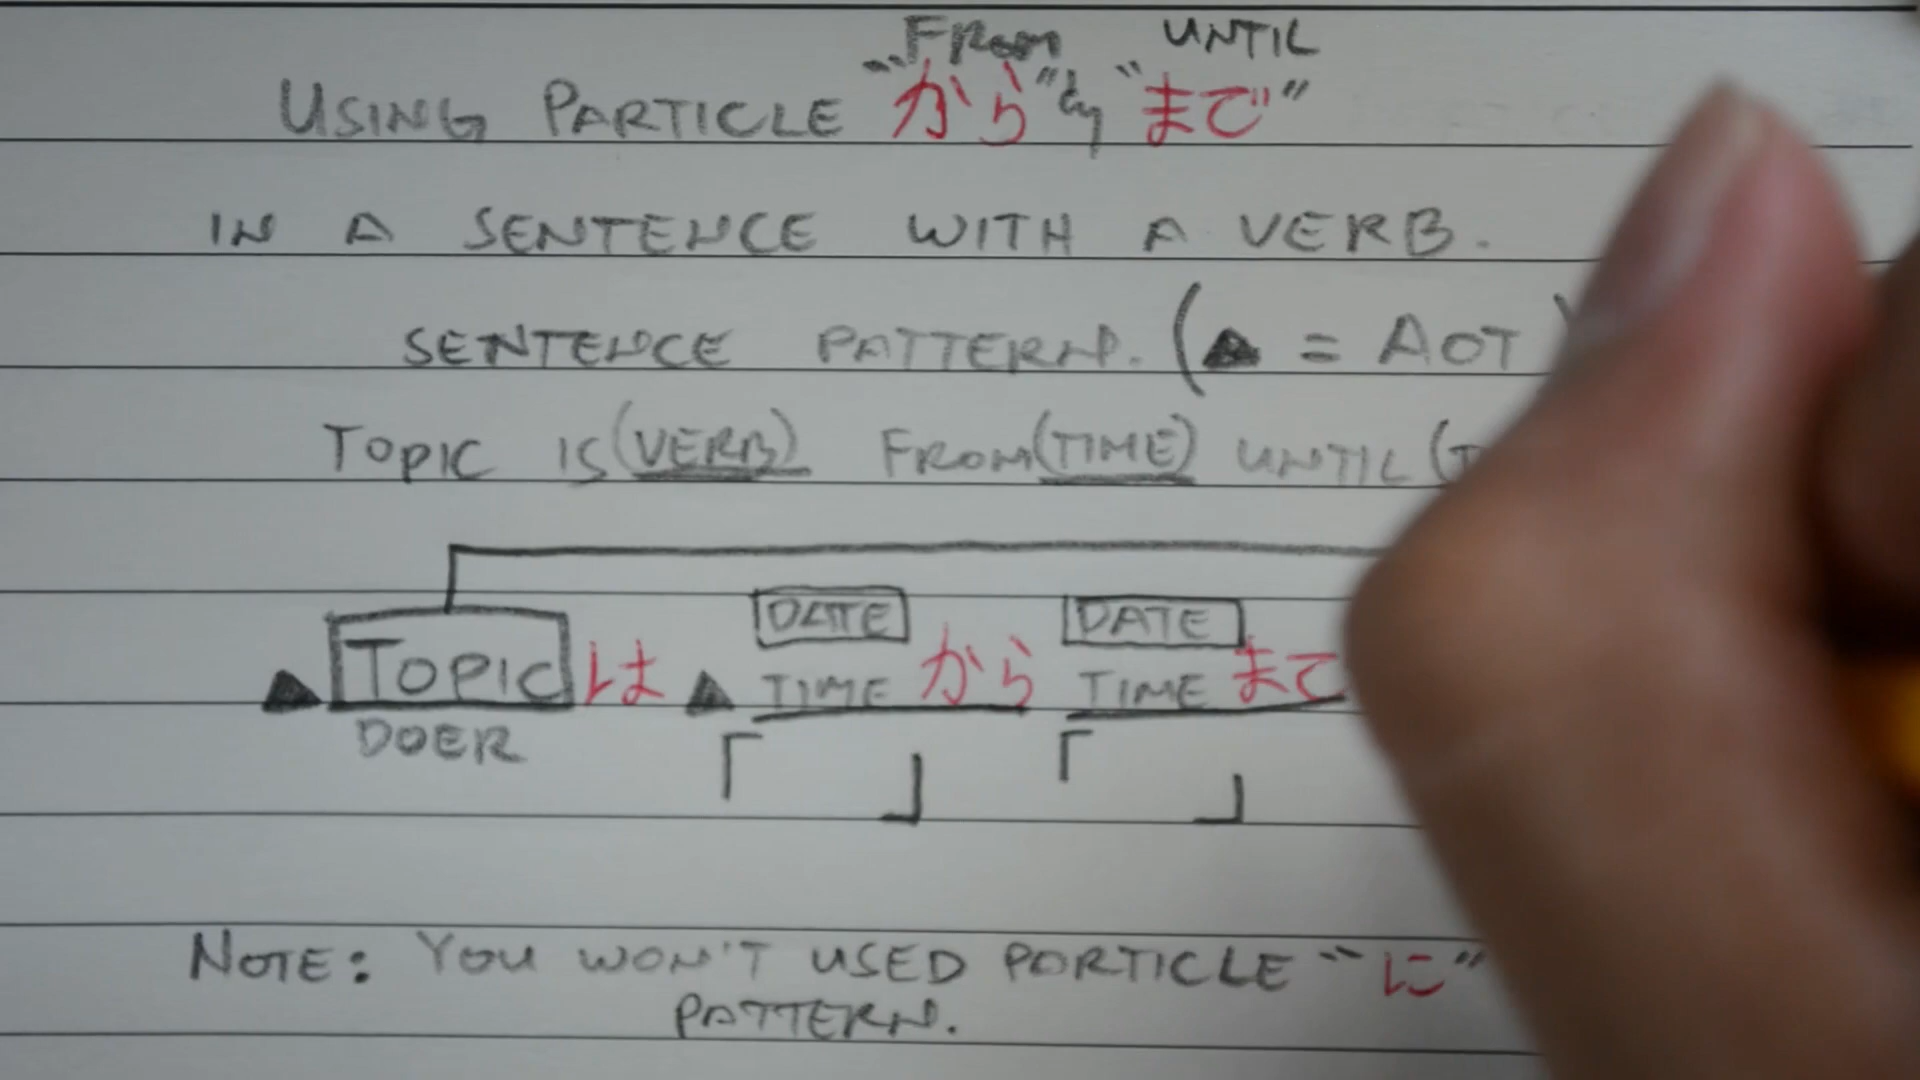 FROM UNTIL
USING PARTICLE "から" & "まで"
IN A SENTENCE WITH A VERB.
SENTENCE PATTERN. (▲ = AOT)
TOPIC IS (VERB) FROM (TIME) UNTIL (T
DATE DATE
▲ TOPIC は ▲ TIME から TIME まで
DOER
「 」 「 」
NOTE: YOU WON'T USED PARTICLE "に"
PATTERN.